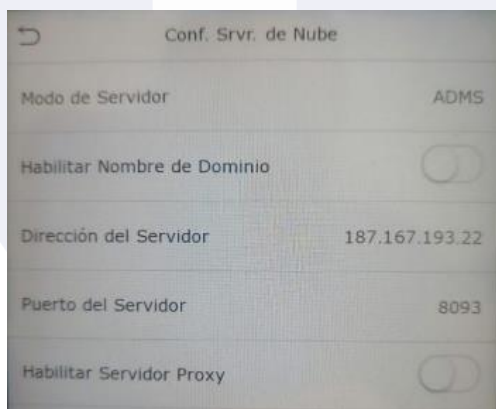 Conf. Srvr. de Nube
Modo de Servidor ADMS
Habilitar Nombre de Dominio
Dirección del Servidor 187.167.193.22
Puerto del Servidor 8093
Habilitar Servidor Proxy